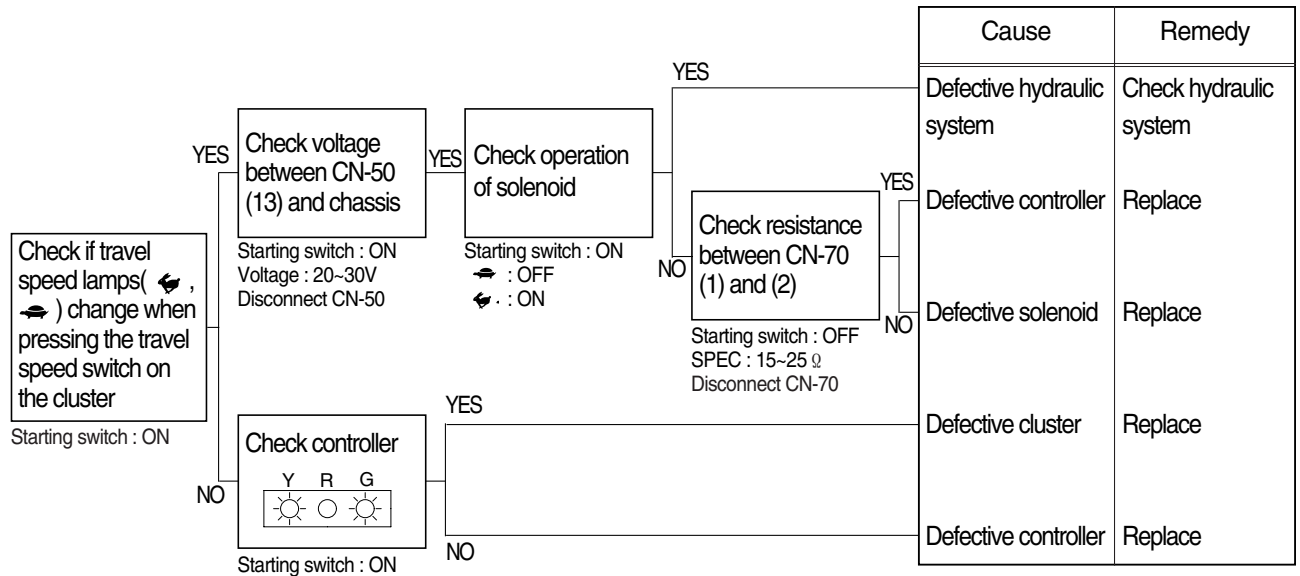 Cause Remedy
YES
Defective hydraulic system
Check hydraulic system
YES
Check voltage
between CN-50
(13) and chassis
Starting switch : ON
Voltage : 20~30V
Disconnect CN-50
YES
Check operation
of solenoid
Starting switch : ON
: OFF
: ON
YES
Defective controller Replace
Check resistance
between CN-70
(1) and (2)
NO
Starting switch : OFF
SPEC : 15~25 Ω
Disconnect CN-70
NO
Defective solenoid Replace
Check if travel
speed lamps( ,
) change when
pressing the travel
speed switch on
the cluster
Starting switch : ON
YES
Defective cluster Replace
NO
Check controller
Y R G
Starting switch : ON
NO
Defective controller Replace